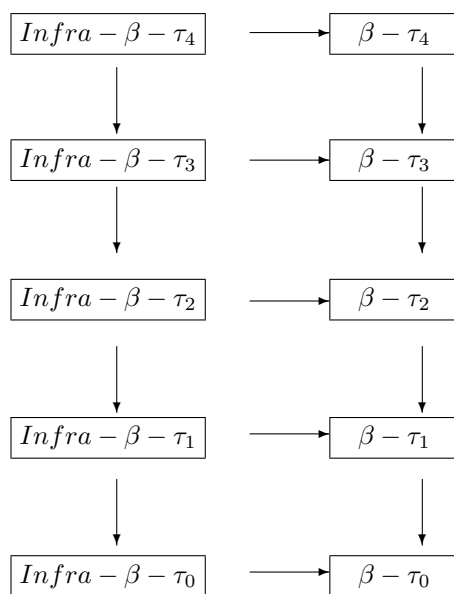 Infra − β − τ₄ β − τ₄
Infra − β − τ₃ β − τ₃
Infra − β − τ₂ β − τ₂
Infra − β − τ₁ β − τ₁
Infra − β − τ₀ β − τ₀